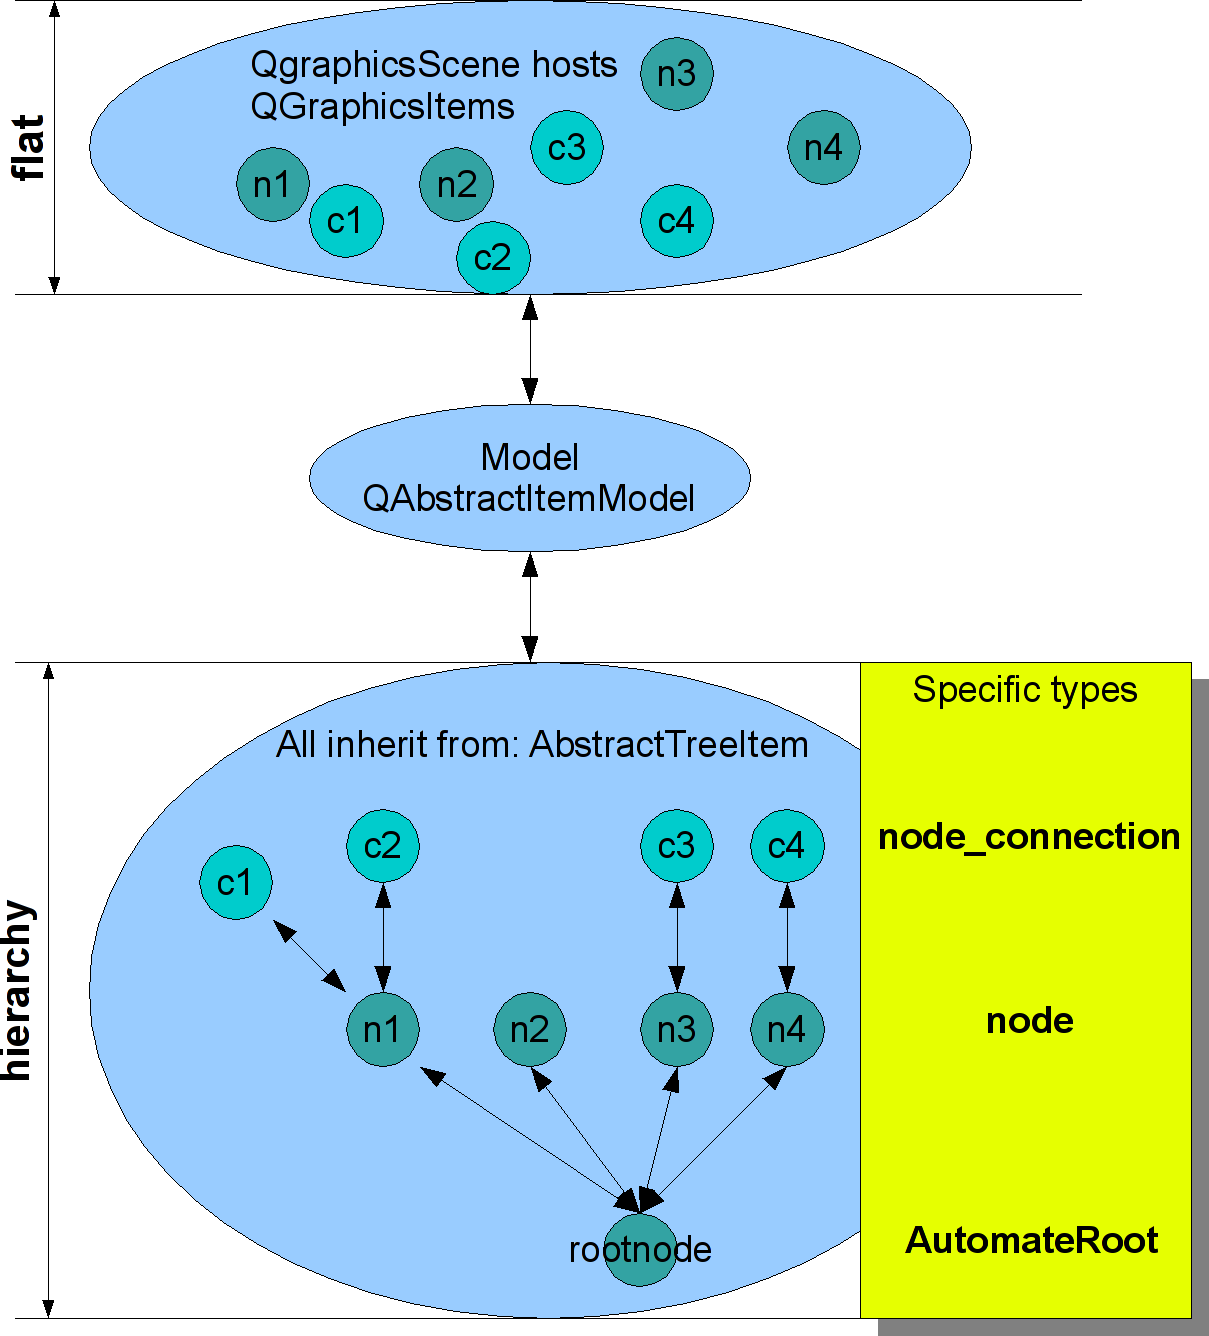 flat
QgraphicsScene hosts
QGraphicsItems
n3
c3
n4
n1
n2
c1
c4
c2
Model
QAbstractItemModel
hierarchy
Specific types
All inherit from: AbstractTreeItem
node_connection
c2
c3
c4
c1
node
n1
n2
n3
n4
AutomateRoot
rootnode